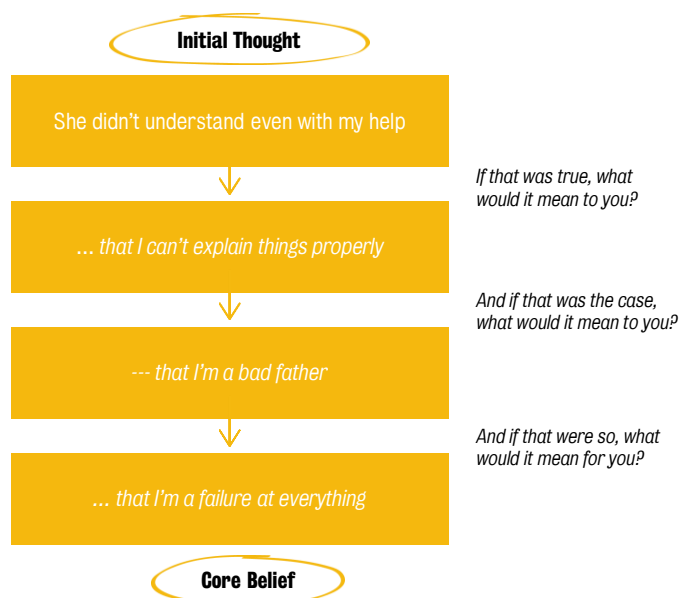 Initial Thought
She didn't understand even with my help
If that was true, what
would it mean to you?
... that I can't explain things properly
And if that was the case,
what would it mean to you?
--- that I'm a bad father
And if that were so, what
would it mean for you?
... that I'm a failure at everything
Core Belief